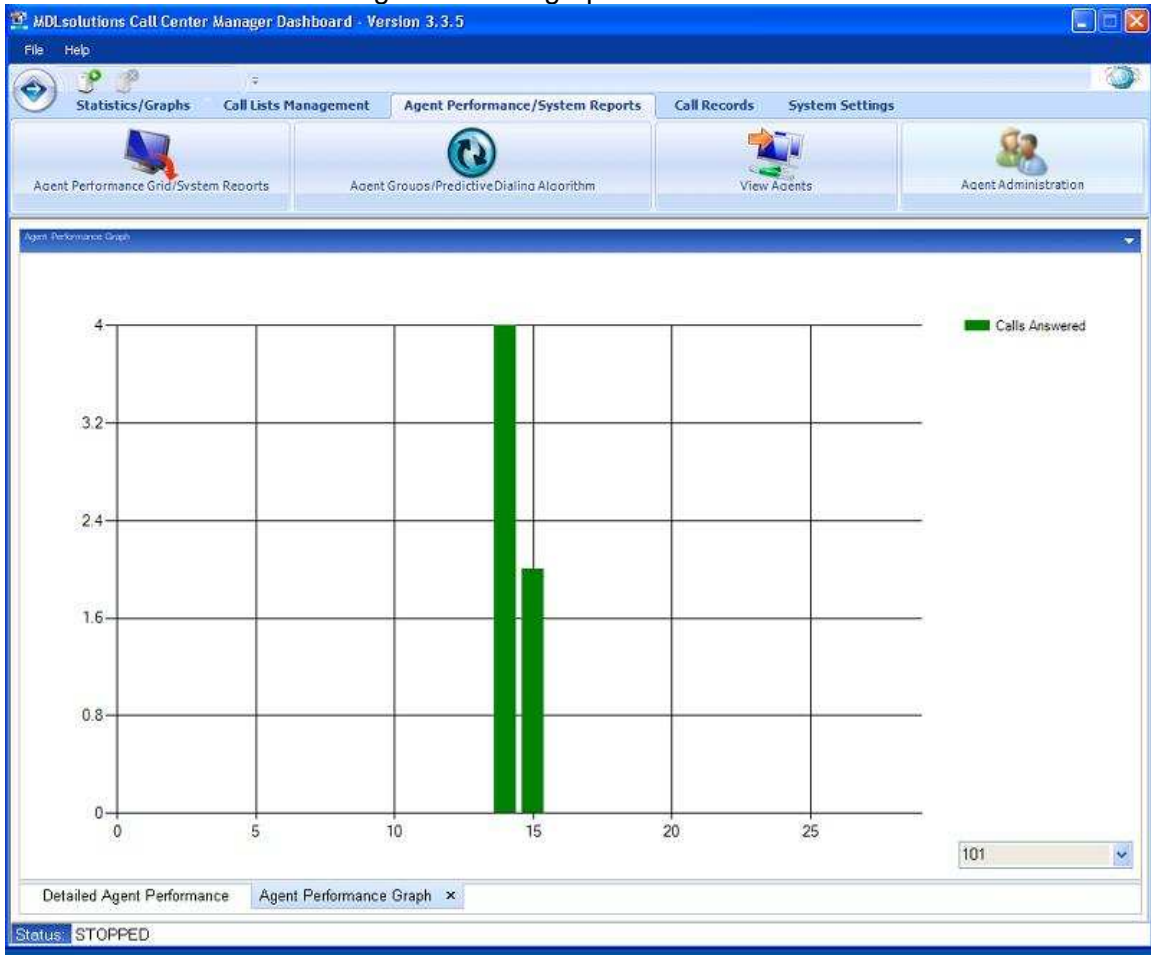 MDLsolutions Call Center Manager Dashboard - Version 3.3.5
File Help
Statistics/Graphs Call Lists Management Agent Performance/System Reports Call Records System Settings
Agent Performance Grid/System Reports Agent Groups/Predictive Dialing Algorithm View Agents Agent Administration
Agent Performance Graph
4
Calls Answered
3.2
2.4
1.6
0.8
0
0 5 10 15 20 25
101
Detailed Agent Performance Agent Performance Graph ×
Status: STOPPED